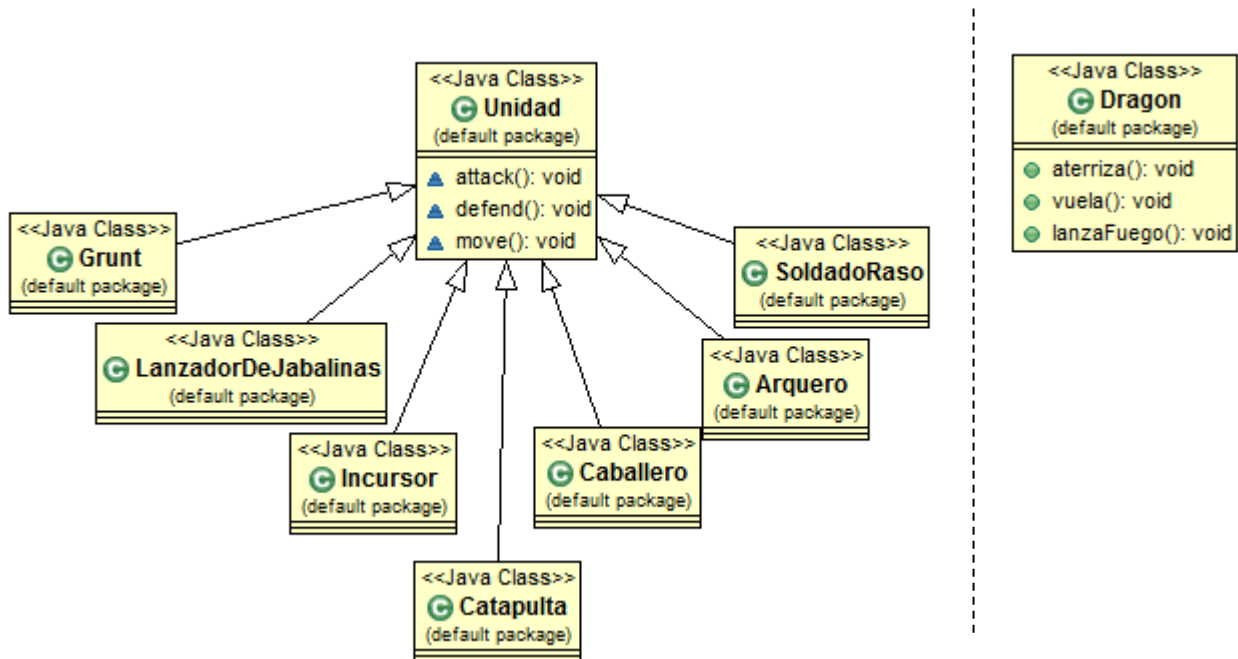 <<Java Class>>
C Unidad
(default package)
attack(): void
defend(): void
move(): void
<<Java Class>>
C Dragon
(default package)
aterriza(): void
vuela(): void
lanzaFuego(): void
<<Java Class>>
C Grunt
(default package)
<<Java Class>>
C SoldadoRaso
(default package)
<<Java Class>>
C LanzadorDeJabalinas
(default package)
<<Java Class>>
C Arquero
(default package)
<<Java Class>>
C Incursor
(default package)
<<Java Class>>
C Caballero
(default package)
<<Java Class>>
C Catapulta
(default package)